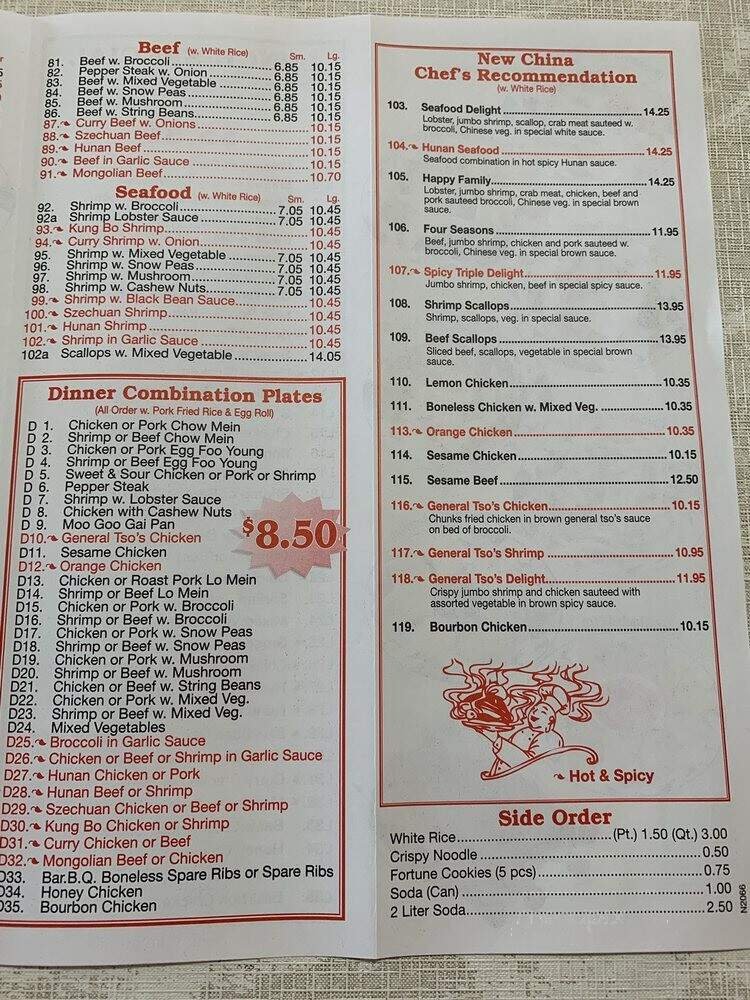 Beef (w. White Rice) Sm. Lg.
81. Beef w. Broccoli 6.85 10.15
82. Pepper Steak w. Onion 6.85 10.15
83. Beef w. Mixed Vegetable 6.85 10.15
84. Beef w. Snow Peas 6.85 10.15
85. Beef w. Mushroom 6.85 10.15
86. Beef w. String Beans 6.85 10.15
87. Curry Beef w. Onions 10.15
88. Szechuan Beef 10.15
89. Hunan Beef 10.15
90. Beef in Garlic Sauce 10.15
91. Mongolian Beef 10.70
Seafood (w. White Rice) Sm. Lg.
92. Shrimp w. Broccoli 7.05 10.45
92a Shrimp Lobster Sauce 7.05 10.45
93. Kung Bo Shrimp 10.45
94. Curry Shrimp w. Onion 10.45
95. Shrimp w. Mixed Vegetable 7.05 10.45
96. Shrimp w. Snow Peas 7.05 10.45
97. Shrimp w. Mushroom 7.05 10.45
98. Shrimp w. Cashew Nuts 7.05 10.45
99. Shrimp w. Black Bean Sauce 10.45
100. Szechuan Shrimp 10.45
101. Hunan Shrimp 10.45
102. Shrimp in Garlic Sauce 10.45
102a Scallops w. Mixed Vegetable 14.05
Dinner Combination Plates
(All Order w. Pork Fried Rice & Egg Roll)
$8.50
D 1. Chicken or Pork Chow Mein
D 2. Shrimp or Beef Chow Mein
D 3. Chicken or Pork Egg Foo Young
D 4. Shrimp or Beef Egg Foo Young
D 5. Sweet & Sour Chicken or Pork or Shrimp
D 6. Pepper Steak
D 7. Shrimp w. Lobster Sauce
D 8. Chicken with Cashew Nuts
D 9. Moo Goo Gai Pan
D10. General Tso's Chicken
D11. Sesame Chicken
D12. Orange Chicken
D13. Chicken or Roast Pork Lo Mein
D14. Shrimp or Beef Lo Mein
D15. Chicken or Pork w. Broccoli
D16. Shrimp or Beef w. Broccoli
D17. Chicken or Pork w. Snow Peas
D18. Shrimp or Beef w. Snow Peas
D19. Chicken or Pork w. Mushroom
D20. Shrimp or Beef w. Mushroom
D21. Chicken or Beef w. String Beans
D22. Chicken or Pork w. Mixed Veg.
D23. Shrimp or Beef w. Mixed Veg.
D24. Mixed Vegetables
D25. Broccoli in Garlic Sauce
D26. Chicken or Beef or Shrimp in Garlic Sauce
D27. Hunan Chicken or Pork
D28. Hunan Beef or Shrimp
D29. Szechuan Chicken or Beef or Shrimp
D30. Kung Bo Chicken or Shrimp
D31. Curry Chicken or Beef
D32. Mongolian Beef or Chicken
D33. Bar.B.Q. Boneless Spare Ribs or Spare Ribs
D34. Honey Chicken
D35. Bourbon Chicken
New China
Chef's Recommendation
(w. White Rice)
103. Seafood Delight 14.25
Lobster, jumbo shrimp, scallop, crab meat sauteed w.
broccoli, Chinese veg. in special white sauce.
104. Hunan Seafood 14.25
Seafood combination in hot spicy Hunan sauce.
105. Happy Family 14.25
Lobster, jumbo shrimp, crab meat, chicken, beef and
pork sauteed broccoli, Chinese veg. in special brown
sauce.
106. Four Seasons 11.95
Beef, jumbo shrimp, chicken and pork sauteed w.
broccoli, Chinese veg. in special brown sauce.
107. Spicy Triple Delight 11.95
Jumbo shrimp, chicken, beef in special spicy sauce.
108. Shrimp Scallops 13.95
Shrimp, scallops, veg. in special sauce.
109. Beef Scallops 13.95
Sliced beef, scallops, vegetable in special brown
sauce.
110. Lemon Chicken 10.35
111. Boneless Chicken w. Mixed Veg. 10.35
113. Orange Chicken 10.35
114. Sesame Chicken 10.15
115. Sesame Beef 12.50
116. General Tso's Chicken 10.15
Chunks fried chicken in brown general tso's sauce
on bed of broccoli.
117. General Tso's Shrimp 10.95
118. General Tso's Delight 11.95
Crispy jumbo shrimp and chicken sauteed with
assorted vegetable in brown spicy sauce.
119. Bourbon Chicken 10.15
Hot & Spicy
Side Order
White Rice (Pt.) 1.50 (Qt.) 3.00
Crispy Noodle 0.50
Fortune Cookies (5 pcs) 0.75
Soda (Can) 1.00
2 Liter Soda 2.50
N2066